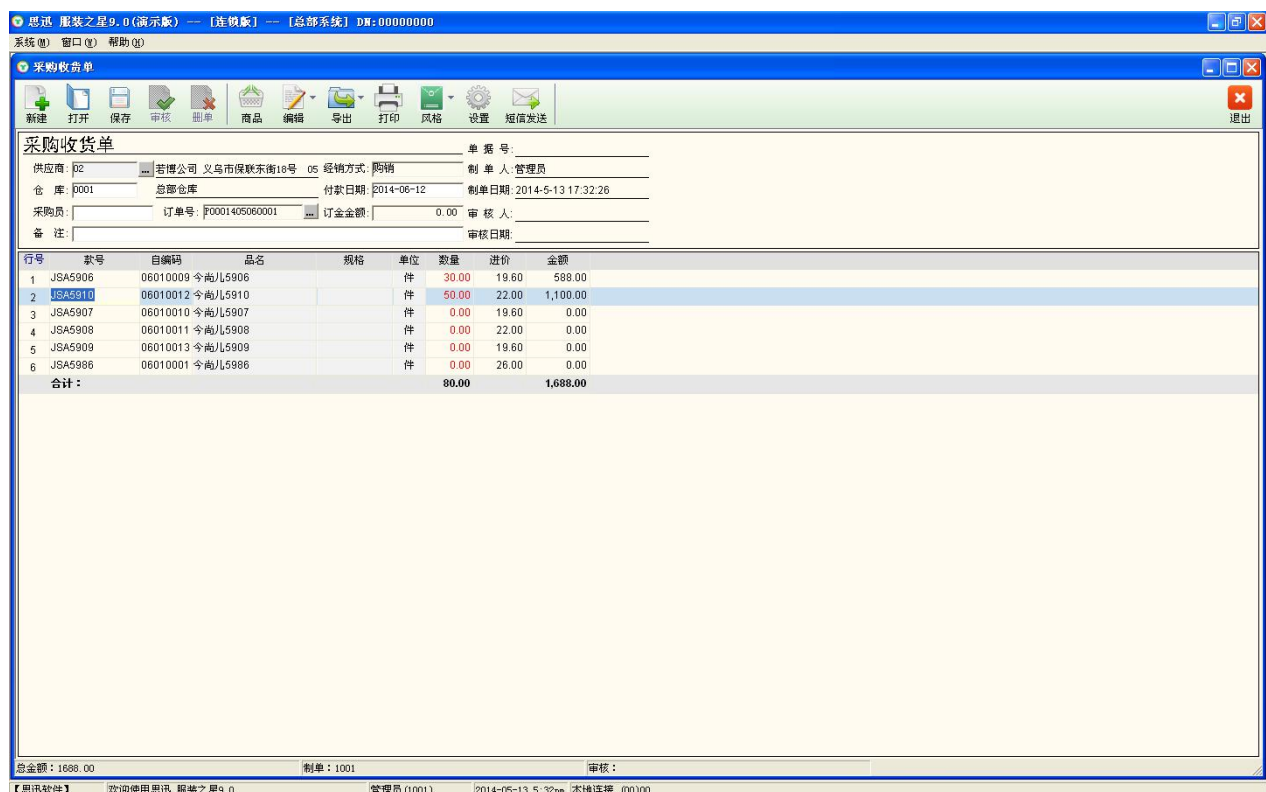 思迅 服装之星9.0(演示版) -- [连锁版] -- [总部系统] DN:00000000
系统(M) 窗口(W) 帮助(H)
采购收货单
新建 打开 保存 审核 删单 商品 编辑 导出 打印 风格 设置 短信发送 退出
采购收货单 单 据 号:
供应商: 02 ... 若博公司 义乌市保联东街18号 05 经销方式: 购销 制 单 人: 管理员
仓 库: 0001 总部仓库 付款日期: 2014-06-12 制单日期: 2014-5-13 17:32:26
采购员: 订单号: P0001405060001 ... 订金金额: 0.00 审 核 人:
备 注: 审核日期:
行号 款号 自编码 品名 规格 单位 数量 进价 金额
1 JSA5906 06010009 今尚儿5906 件 30.00 19.60 588.00
2 JSA5910 06010012 今尚儿5910 件 50.00 22.00 1,100.00
3 JSA5907 06010010 今尚儿5907 件 0.00 19.60 0.00
4 JSA5908 06010011 今尚儿5908 件 0.00 22.00 0.00
5 JSA5909 06010013 今尚儿5909 件 0.00 19.60 0.00
6 JSA5986 06010001 今尚儿5986 件 0.00 26.00 0.00
合计: 80.00 1,688.00
总金额:1688.00 制单:1001 审核:
【思迅软件】 欢迎使用思迅 服装之星9.0 管理员(1001) 2014-05-13 5:32pm 本地连接 (00)00